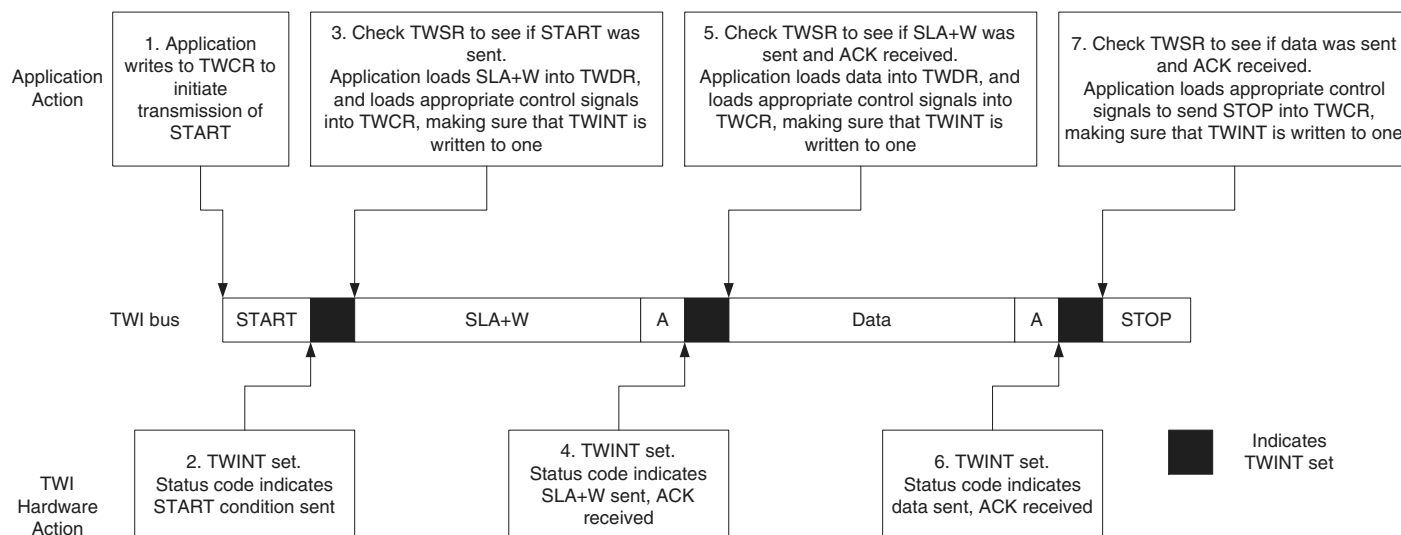 Application
Action
1. Application
writes to TWCR to
initiate
transmission of
START
3. Check TWSR to see if START was
sent.
Application loads SLA+W into TWDR,
and loads appropriate control signals
into TWCR, making sure that TWINT is
written to one
5. Check TWSR to see if SLA+W was
sent and ACK received.
Application loads data into TWDR, and
loads appropriate control signals into
TWCR, making sure that TWINT is
written to one
7. Check TWSR to see if data was sent
and ACK received.
Application loads appropriate control
signals to send STOP into TWCR,
making sure that TWINT is written to one
TWI bus
START
SLA+W
A
Data
A
STOP
TWI
Hardware
Action
2. TWINT set.
Status code indicates
START condition sent
4. TWINT set.
Status code indicates
SLA+W sent, ACK
received
6. TWINT set.
Status code indicates
data sent, ACK received
Indicates
TWINT set